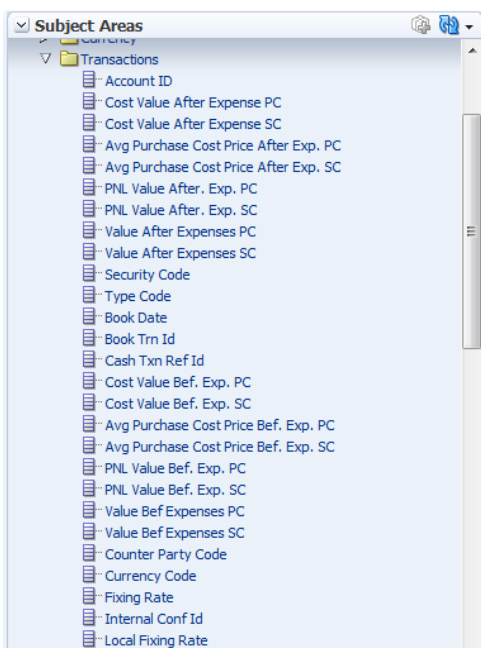 Subject Areas
Currency
Transactions
Account ID
Cost Value After Expense PC
Cost Value After Expense SC
Avg Purchase Cost Price After Exp. PC
Avg Purchase Cost Price After Exp. SC
PNL Value After. Exp. PC
PNL Value After. Exp. SC
Value After Expenses PC
Value After Expenses SC
Security Code
Type Code
Book Date
Book Trn Id
Cash Txn Ref Id
Cost Value Bef. Exp. PC
Cost Value Bef. Exp. SC
Avg Purchase Cost Price Bef. Exp. PC
Avg Purchase Cost Price Bef. Exp. SC
PNL Value Bef. Exp. PC
PNL Value Bef. Exp. SC
Value Bef Expenses PC
Value Bef Expenses SC
Counter Party Code
Currency Code
Fixing Rate
Internal Conf Id
Local Fixing Rate